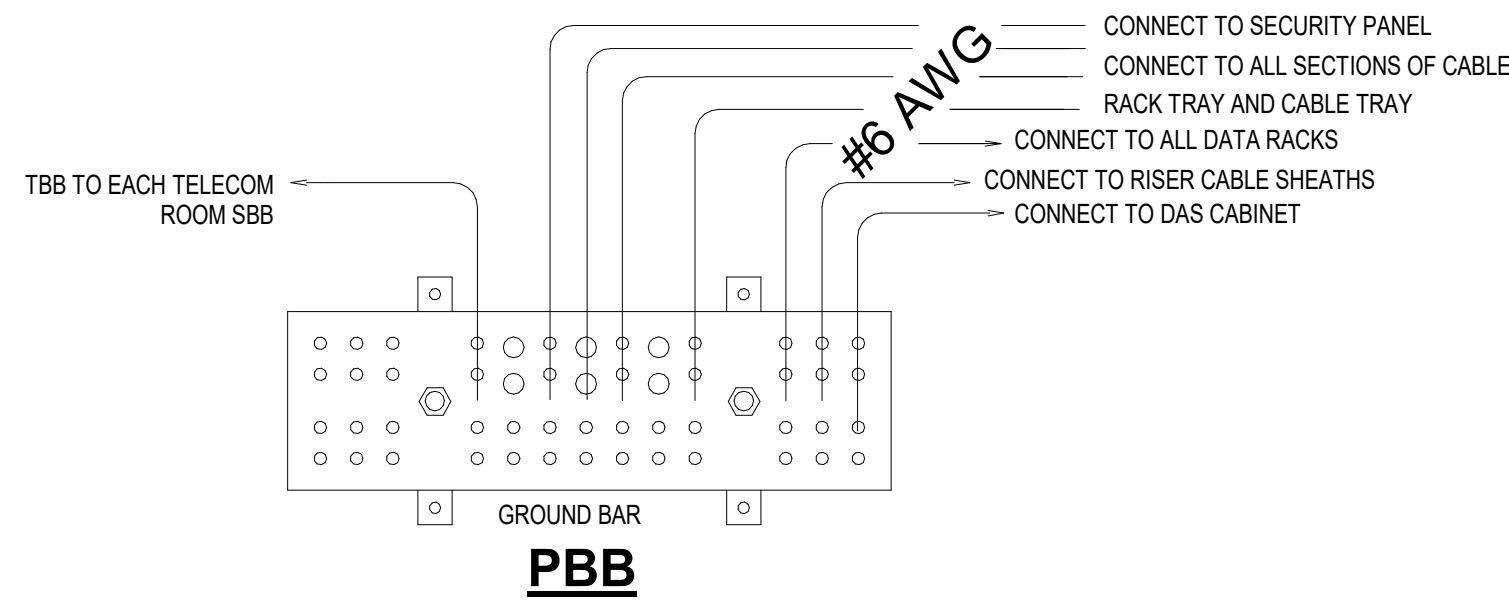 CONNECT TO SECURITY PANEL
CONNECT TO ALL SECTIONS OF CABLE
RACK TRAY AND CABLE TRAY
#6 AWG
CONNECT TO ALL DATA RACKS
CONNECT TO RISER CABLE SHEATHS
CONNECT TO DAS CABINET
TBB TO EACH TELECOM
ROOM SBB
GROUND BAR
PBB